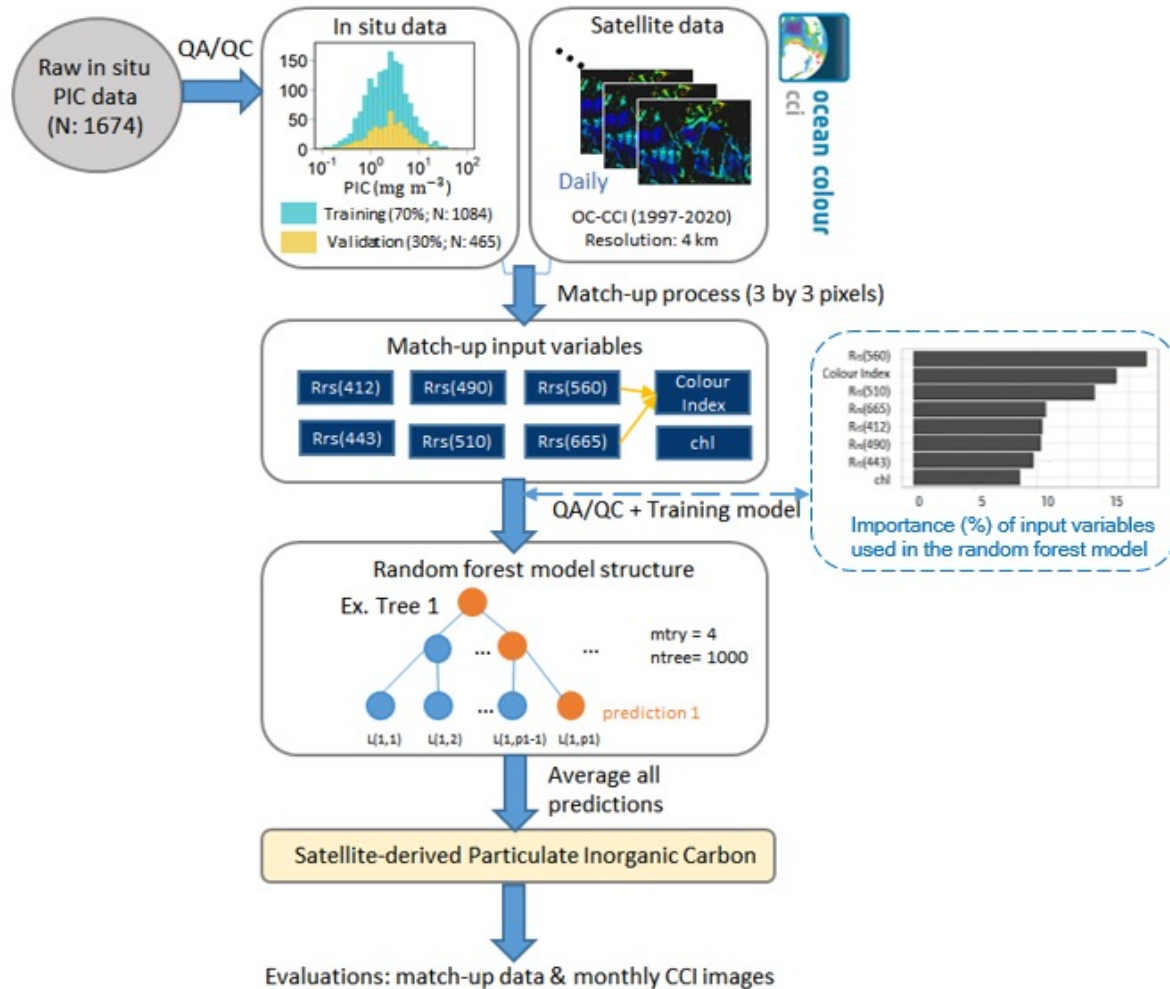 Raw in situ
PIC data
(N: 1674)
QA/QC
In situ data
150
100
50
0
10⁻¹ 10⁰ 10¹ 10²
PIC (mg m⁻³)
Training (70%; N: 1084)
Validation (30%; N: 465)
Satellite data
Daily
OC-CCI (1997-2020)
Resolution: 4 km
ocean colour
cci
Match-up process (3 by 3 pixels)
Match-up input variables
Rrs(412) Rrs(490) Rrs(560) Colour
Index
Rrs(443) Rrs(510) Rrs(665) chl
QA/QC + Training model
Rrs(560)
Colour Index
Rrs(510)
Rrs(665)
Rrs(412)
Rrs(490)
Rrs(443)
chl
0 5 10 15
Importance (%) of input variables
used in the random forest model
Random forest model structure
Ex. Tree 1
... ...
mtry = 4
ntree= 1000
...
prediction 1
L(1,1) L(1,2) L(1,p1-1) L(1,p1)
Average all
predictions
Satellite-derived Particulate Inorganic Carbon
Evaluations: match-up data & monthly CCI images